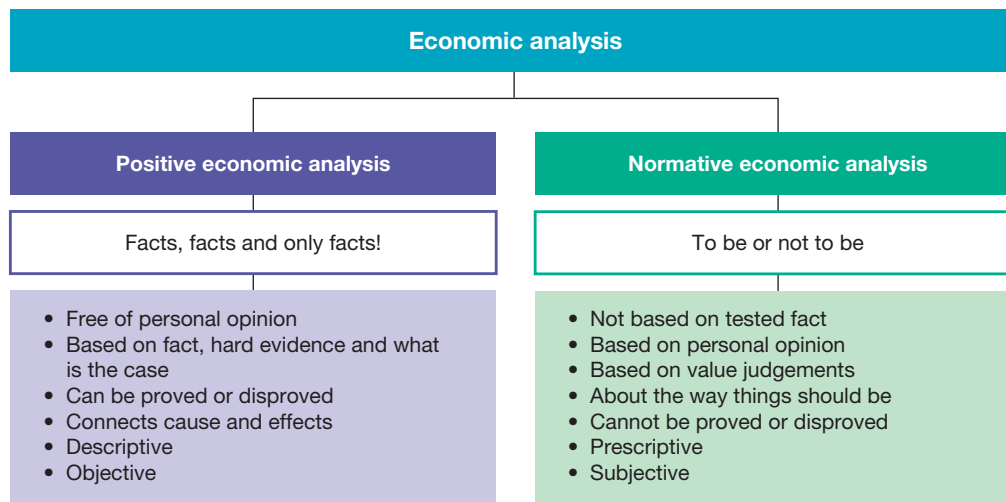 Economic analysis
Positive economic analysis
Facts, facts and only facts!
• Free of personal opinion
• Based on fact, hard evidence and what
is the case
• Can be proved or disproved
• Connects cause and effects
• Descriptive
• Objective
Normative economic analysis
To be or not to be
• Not based on tested fact
• Based on personal opinion
• Based on value judgements
• About the way things should be
• Cannot be proved or disproved
• Prescriptive
• Subjective